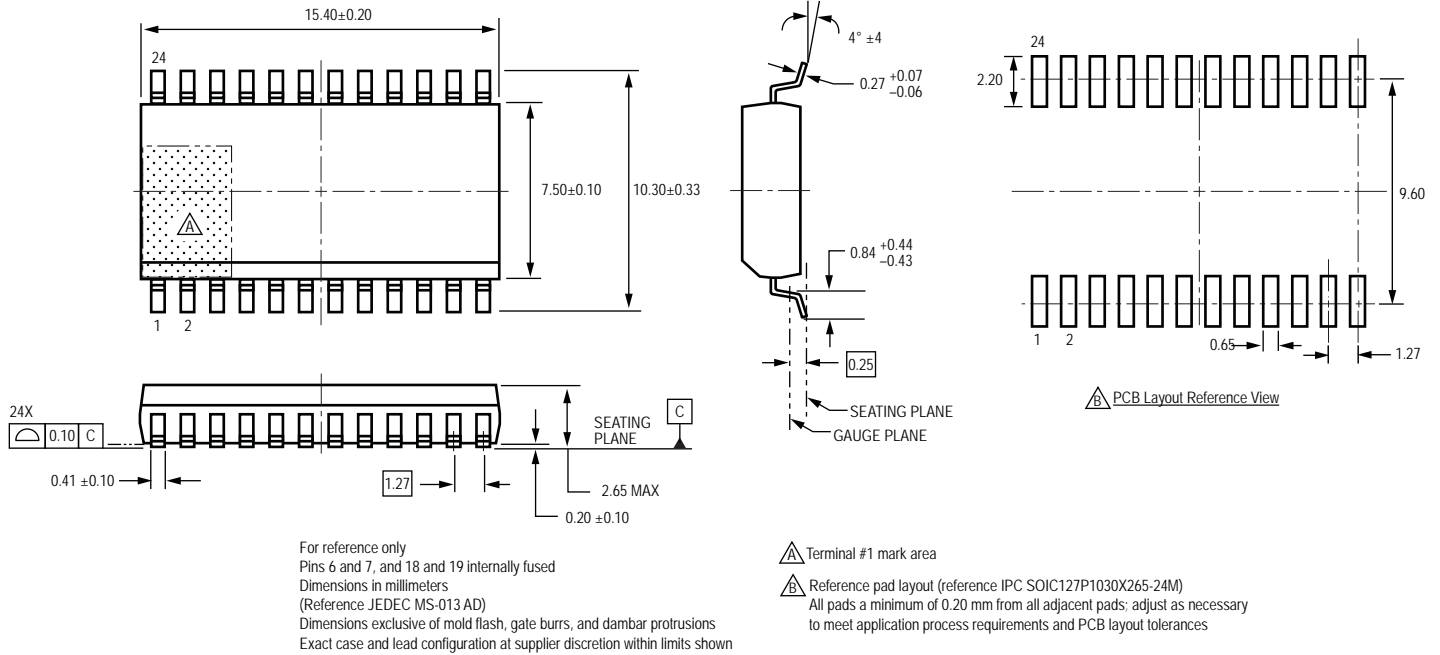 15.40±0.20
24
7.50±0.10
10.30±0.33
A
1 2
4° ±4
0.27 +0.07 –0.06
0.84 +0.44 –0.43
0.25
SEATING PLANE
GAUGE PLANE
24
2.20
9.60
1 2
0.65
1.27
B PCB Layout Reference View
24X
0.10 C
SEATING
PLANE
C
0.41 ±0.10
1.27
2.65 MAX
0.20 ±0.10
For reference only
Pins 6 and 7, and 18 and 19 internally fused
Dimensions in millimeters
(Reference JEDEC MS-013 AD)
Dimensions exclusive of mold flash, gate burrs, and dambar protrusions
Exact case and lead configuration at supplier discretion within limits shown
A Terminal #1 mark area
B Reference pad layout (reference IPC SOIC127P1030X265-24M)
All pads a minimum of 0.20 mm from all adjacent pads; adjust as necessary
to meet application process requirements and PCB layout tolerances